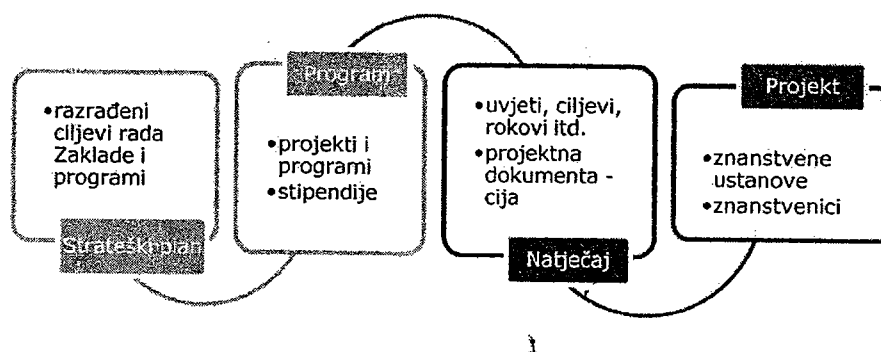 Strateški plan
•razrađeni
ciljevi rada
Zaklade i
programi
Program
•projekti i
programi
•stipendije
Natječaj
•uvjeti, ciljevi,
rokovi itd.
•projektna
dokumenta -
cija
Projekt
•znanstvene
ustanove
•znanstvenici